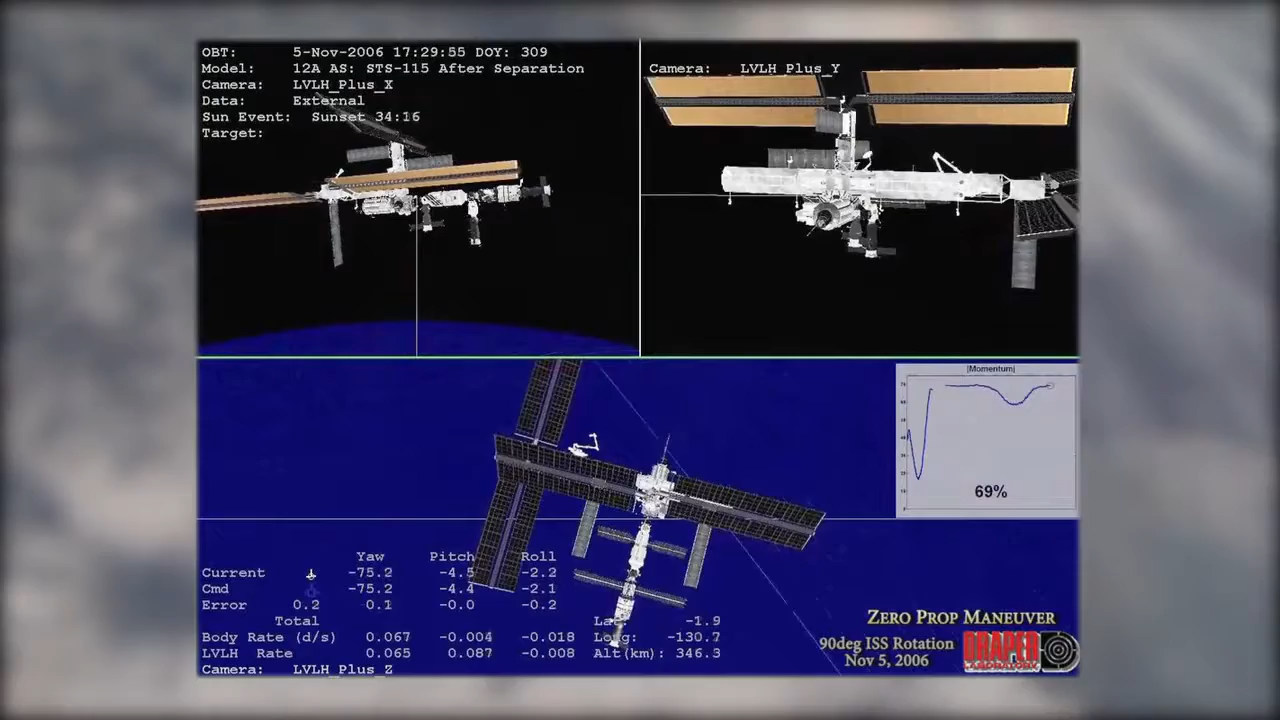 OBT: 5-Nov-2006 17:29:55 DOY: 309
Model: 12A AS: STS-115 After Separation
Camera: LVLH_Plus_X
Data: External
Sun Event: Sunset 34:16
Target:
Camera: LVLH_Plus_Y
|Momentum|
69%
Yaw Pitch Roll
Current -75.2 -4.5 -2.2
Cmd -75.2 -4.4 -2.1
Error 0.2 0.1 -0.0 -0.2
Total
Body Rate (d/s) 0.067 -0.004 -0.018
LVLH Rate 0.065 0.087 -0.008
Camera: LVLH_Plus_Z
-1.9
Long: -130.7
Alt(km): 346.3
ZERO PROP MANEUVER
90deg ISS Rotation
Nov 5, 2006
DRAPER
LABORATORY